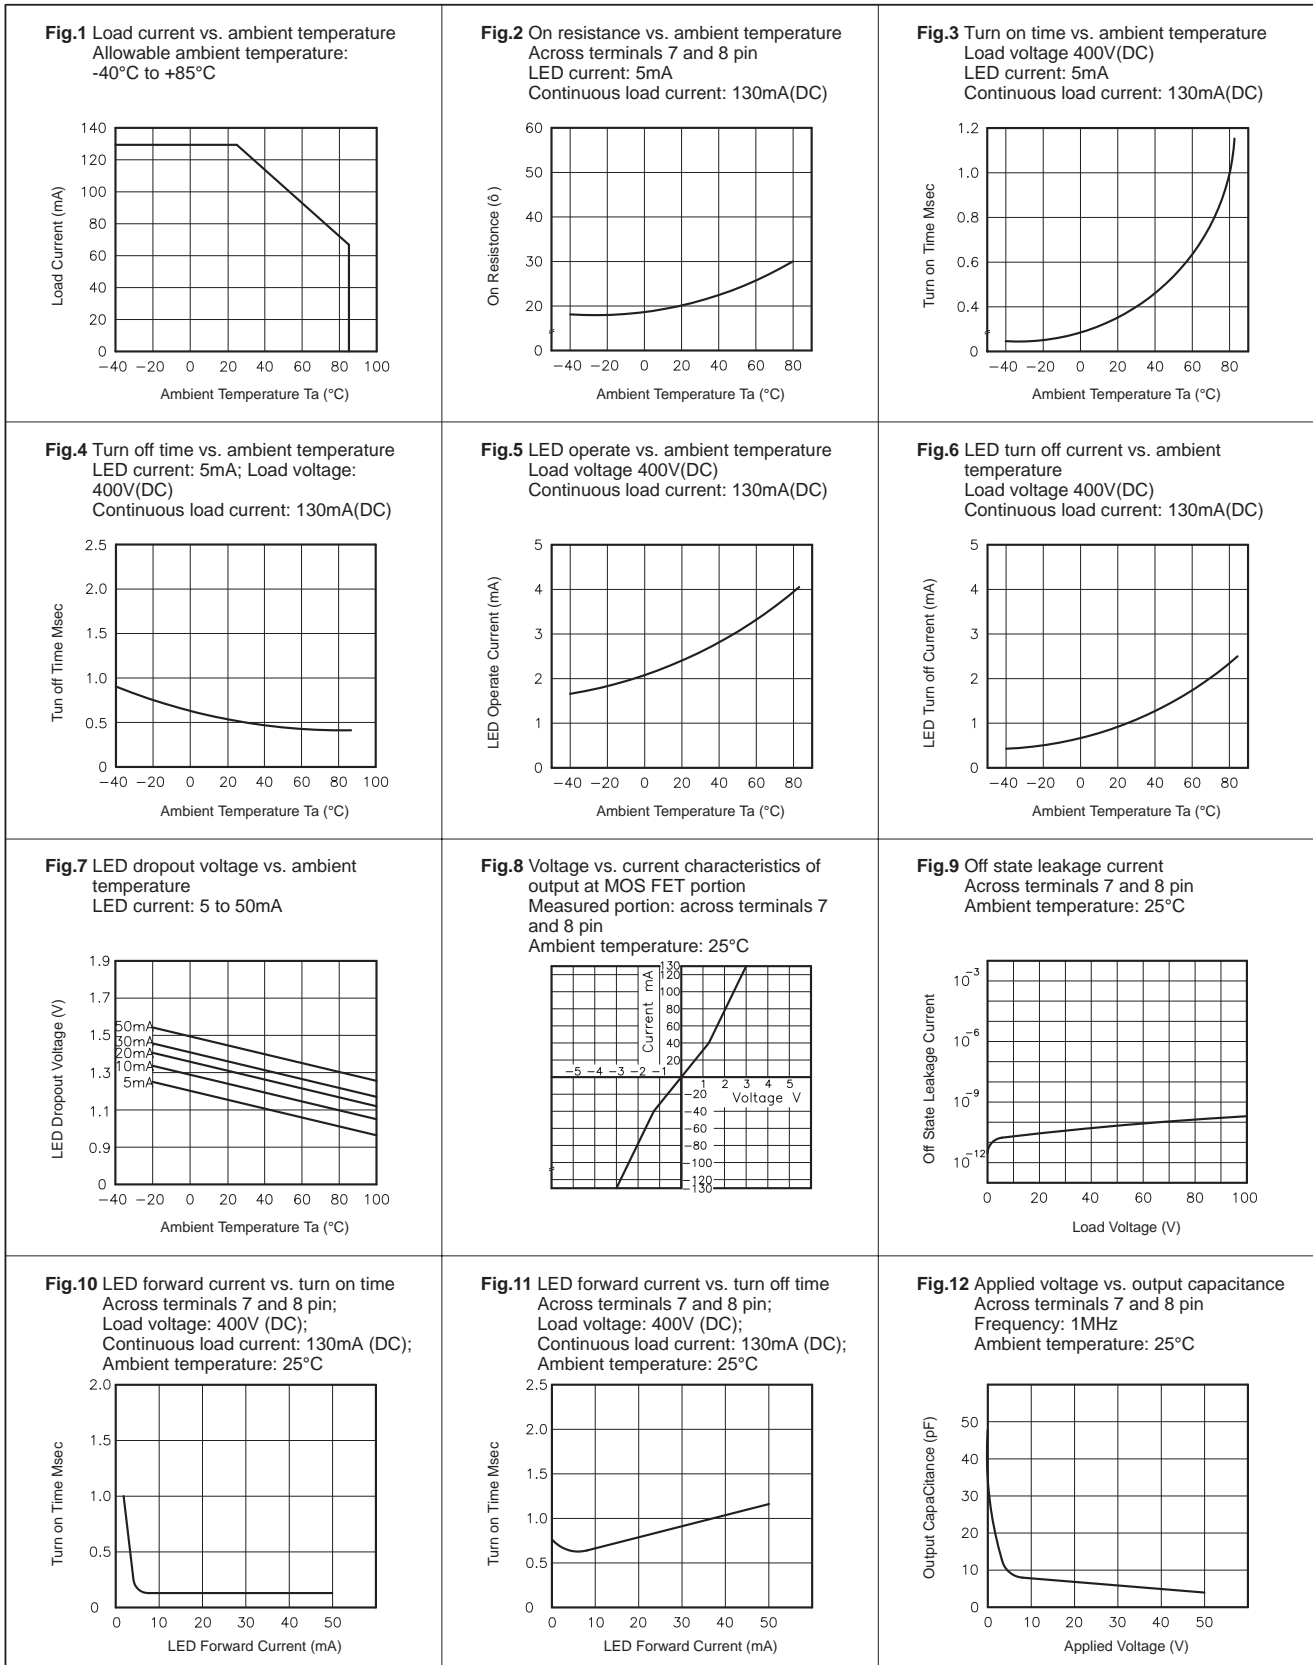 Fig.1 Load current vs. ambient temperature
Allowable ambient temperature:
-40°C to +85°C
140
120
100
80
60
40
20
0
Load Current (mA)
−40 −20 0 20 40 60 80 100
Ambient Temperature Ta (°C)
Fig.2 On resistance vs. ambient temperature
Across terminals 7 and 8 pin
LED current: 5mA
Continuous load current: 130mA(DC)
60
50
40
30
20
0
On Resistonce (ô)
−40 −20 0 20 40 60 80
Ambient Temperature Ta (°C)
Fig.3 Turn on time vs. ambient temperature
Load voltage 400V(DC)
LED current: 5mA
Continuous load current: 130mA(DC)
1.2
1.0
0.8
0.6
0.4
0
Turn on Time Msec
−40 −20 0 20 40 60 80
Ambient Temperature Ta (°C)
Fig.4 Turn off time vs. ambient temperature
LED current: 5mA; Load voltage:
400V(DC)
Continuous load current: 130mA(DC)
2.5
2.0
1.5
1.0
0.5
0
Tun off Time Msec
−40 −20 0 20 40 60 80 100
Ambient Temperature Ta (°C)
Fig.5 LED operate vs. ambient temperature
Load voltage 400V(DC)
Continuous load current: 130mA(DC)
5
4
3
2
1
0
LED Operate Current (mA)
−40 −20 0 20 40 60 80
Ambient Temperature Ta (°C)
Fig.6 LED turn off current vs. ambient
temperature
Load voltage 400V(DC)
Continuous load current: 130mA(DC)
5
4
3
2
1
0
LED Turn off Current (mA)
−40 −20 0 20 40 60 80
Ambient Temperature Ta (°C)
Fig.7 LED dropout voltage vs. ambient
temperature
LED current: 5 to 50mA
1.9
1.7
1.5
1.3
1.1
0.9
0
LED Dropout Voltage (V)
50mA
30mA
20mA
10mA
5mA
−40 −20 0 20 40 60 80 100
Ambient Temperature Ta (°C)
Fig.8 Voltage vs. current characteristics of
output at MOS FET portion
Measured portion: across terminals 7
and 8 pin
Ambient temperature: 25°C
130
120
100
80
60
40
20
Current mA
−5 −4 −3 −2 −1
1 2 3 4 5
Voltage V
−20
−40
−60
−80
−100
−120
−130
Fig.9 Off state leakage current
Across terminals 7 and 8 pin
Ambient temperature: 25°C
10-3
10-6
10-9
10-12
Off State Leakage Current
0 20 40 60 80 100
Load Voltage (V)
Fig.10 LED forward current vs. turn on time
Across terminals 7 and 8 pin;
Load voltage: 400V (DC);
Continuous load current: 130mA (DC);
Ambient temperature: 25°C
2.0
1.5
1.0
0.5
0
Turn on Time Msec
0 10 20 30 40 50
LED Forward Current (mA)
Fig.11 LED forward current vs. turn off time
Across terminals 7 and 8 pin;
Load voltage: 400V (DC);
Continuous load current: 130mA (DC);
Ambient temperature: 25°C
2.5
2.0
1.5
1.0
0.5
0
Turn on Time Msec
0 10 20 30 40 50
LED Forward Current (mA)
Fig.12 Applied voltage vs. output capacitance
Across terminals 7 and 8 pin
Frequency: 1MHz
Ambient temperature: 25°C
50
40
30
20
10
0
Output CapaCitance (pF)
0 10 20 30 40 50
Applied Voltage (V)